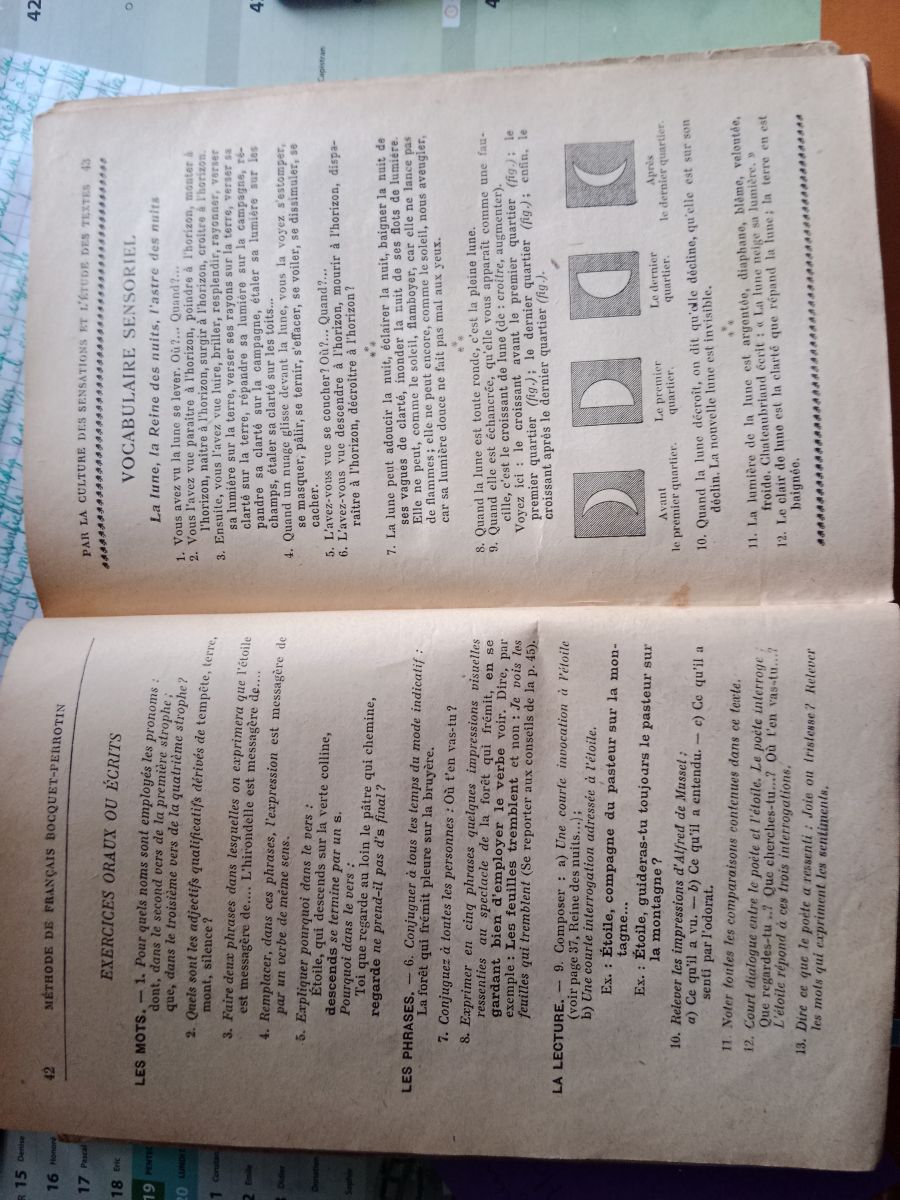 42 MÉTHODE DE FRANÇAIS BOCQUET-PERROTIN
EXERCICES ORAUX OU ÉCRITS
LES MOTS. — 1. Pour quels noms sont employés les pronoms :
dont, dans le second vers de la première strophe ;
que, dans le troisième vers de la quatrième strophe ?
2. Quels sont les adjectifs qualificatifs dérivés de tempête, terre,
mont, silence ?
3. Faire deux phrases dans lesquelles on exprimera que l'étoile
est messagère de.... L'hirondelle est messagère de....
4. Remplacer, dans ces phrases, l'expression est messagère de
par un verbe de même sens.
5. Expliquer pourquoi dans le vers :
Étoile, qui descends sur la verte colline,
descends se termine par un s.
Pourquoi dans le vers :
Toi, que regarde au loin le pâtre qui chemine,
regarde ne prend-il pas d's final ?
LES PHRASES. — 6. Conjuguer à tous les temps du mode indicatif :
La forêt qui frémit pleure sur la bruyère.
7. Conjuguez à toutes les personnes : Où t'en vas-tu ?
8. Exprimer en cinq phrases quelques impressions visuelles
ressenties au spectacle de la forêt qui frémit, en se
gardant bien d'employer le verbe voir. Dire, par
exemple : Les feuilles tremblent et non : Je vois les
feuilles qui tremblent (Se reporter aux conseils de la p. 45).
LA LECTURE. — 9. Composer : a) Une courte invocation à l'étoile
(voir page 37, Reine des nuits...) ;
b) Une courte interrogation adressée à l'étoile.
Ex. : Étoile, compagne du pasteur sur la mon-
tagne...
Ex. : Étoile, guideras-tu toujours le pasteur sur
la montagne ?
10. Relever les impressions d'Alfred de Musset ;
a) Ce qu'il a vu. — b) Ce qu'il a entendu. — c) Ce qu'il a
senti par l'odorat.
11. Noter toutes les comparaisons contenues dans ce texte.
12. Court dialogue entre le poète et l'étoile. Le poète interroge ;
Que regardes-tu ..? Que cherches-tu...? Où t'en vas-tu...?
L'étoile répond à ces trois interrogations.
13. Dire ce que le poète a ressenti : Joie ou tristesse ? Relever
les mots qui expriment les sentiments.
PAR LA CULTURE DES SENSATIONS ET L'ÉTUDE DES TEXTES 43
VOCABULAIRE SENSORIEL
La lune, la Reine des nuits, l'astre des nuits
1. Vous avez vu la lune se lever. Où?... Quand?....
2. Vous l'avez vue paraître à l'horizon, poindre à l'horizon, monter à
l'horizon, naître à l'horizon, surgir à l'horizon, croître à l'horizon.
3. Ensuite, vous l'avez vue luire, briller, resplendir, rayonner, verser
sa lumière sur la terre, verser ses rayons sur la terre, verser sa
clarté sur la terre, répandre sa lumière sur la campagne, ré-
pandre sa clarté sur la campagne, étaler sa lumière sur les
champs, étaler sa clarté sur les toits...
4. Quand un nuage glisse devant la lune, vous la voyez s'estomper,
se masquer, pâlir, se ternir, s'effacer, se voiler, se dissimuler, se
cacher.
5. L'avez-vous vue se coucher? Où?... Quand?....
6. L'avez-vous vue descendre à l'horizon, mourir à l'horizon, dispa-
raître à l'horizon, décroître à l'horizon?
7. La lune peut adoucir la nuit, éclairer la nuit, baigner la nuit de
ses vagues de clarté, inonder la nuit de ses flots de lumière.
Elle ne peut, comme le soleil, flamboyer, car elle ne lance pas
de flammes ; elle ne peut encore, comme le soleil, nous aveugler,
car sa lumière douce ne fait pas mal aux yeux.
8. Quand la lune est toute ronde, c'est la pleine lune.
9. Quand elle est échancrée, qu'elle vous apparaît comme une fau-
cille, c'est le croissant de lune (de : croître, augmenter).
Voyez ici : le croissant avant le premier quartier (fig.) ; le
premier quartier (fig.) ; le dernier quartier (fig.) ; enfin, le
croissant après le dernier quartier (fig.).
Avant
le premier quartier.
Le premier
quartier.
Le dernier
quartier.
Après
le dernier quartier.
10. Quand la lune décroît, on dit qu'elle décline, qu'elle est sur son
déclin. La nouvelle lune est invisible.
11. La lumière de la lune est argentée, diaphane, blême, veloutée,
froide. Chateaubriand écrit : « La lune neige sa lumière. »
12. Le clair de lune est la clarté que répand la lune ; la terre en est
baignée.
15 Denise
16 Honoré
17 Pascal
18 Eric
19
20 LUNDI
1
2 Emile
3 Didier
Sophie
42
Capistran